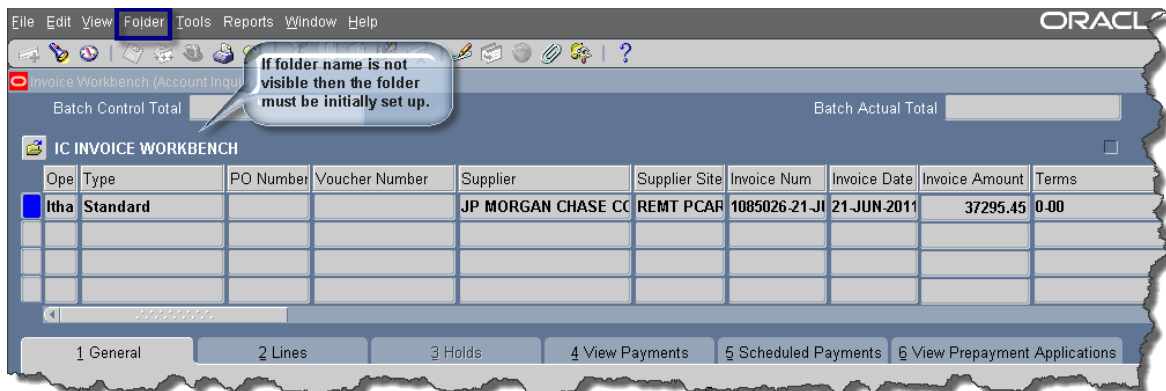 File Edit View Folder Tools Reports Window Help
ORACL
If folder name is not
visible then the folder
must be initially set up.
Invoice Workbench (Account Inqui
Batch Control Total
Batch Actual Total
IC INVOICE WORKBENCH
Ope Type PO Number Voucher Number Supplier Supplier Site Invoice Num Invoice Date Invoice Amount Terms
Itha Standard JP MORGAN CHASE CO REMT PCAR 1085026-21-JU 21-JUN-2011 37295.45 0-00
1 General 2 Lines 3 Holds 4 View Payments 5 Scheduled Payments 6 View Prepayment Applications